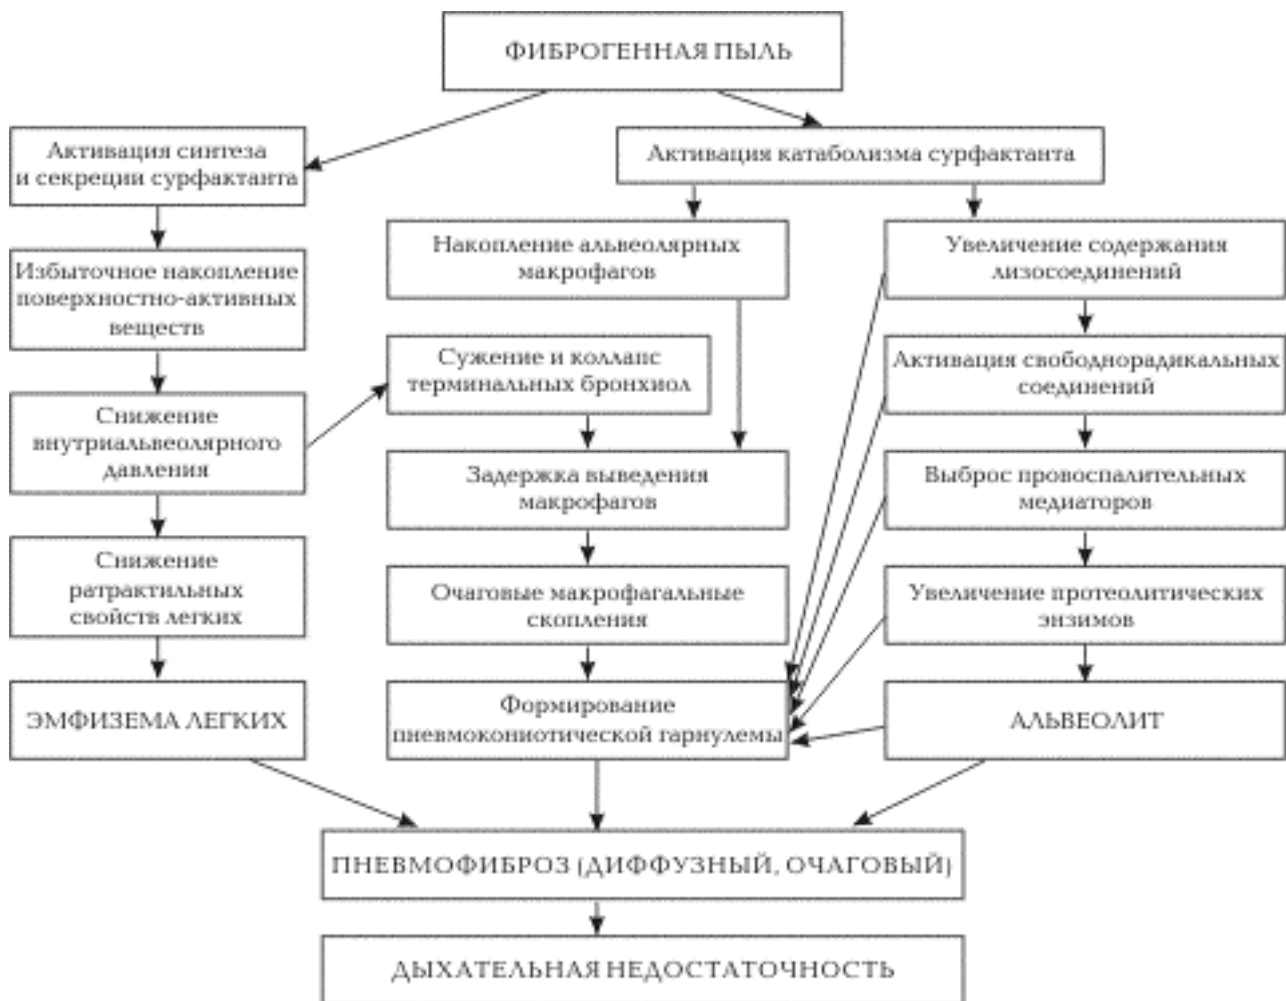 ФИБРОГЕННАЯ ПЫЛЬ
Активация синтеза
и секреции сурфактанта
Активация катаболизма сурфактанта
Избыточное накопление
поверхностно-активных
веществ
Накопление альвеолярных
макрофагов
Увеличение содержания
лизосоединений
Сужение и коллапс
терминальных бронхиол
Активация свободнорадикальных
соединений
Снижение
внутриальвеолярного
давления
Задержка выведения
макрофагов
Выброс провоспалительных
медиаторов
Снижение
ратрактильных
свойств легких
Очаговые макрофагальные
скопления
Увеличение протеолитических
энзимов
ЭМФИЗЕМА ЛЕГКИХ
Формирование
пневмокониотической гарнулемы
АЛЬВЕОЛИТ
ПНЕВМОФИБРОЗ (ДИФФУЗНЫЙ, ОЧАГОВЫЙ)
ДЫХАТЕЛЬНАЯ НЕДОСТАТОЧНОСТЬ